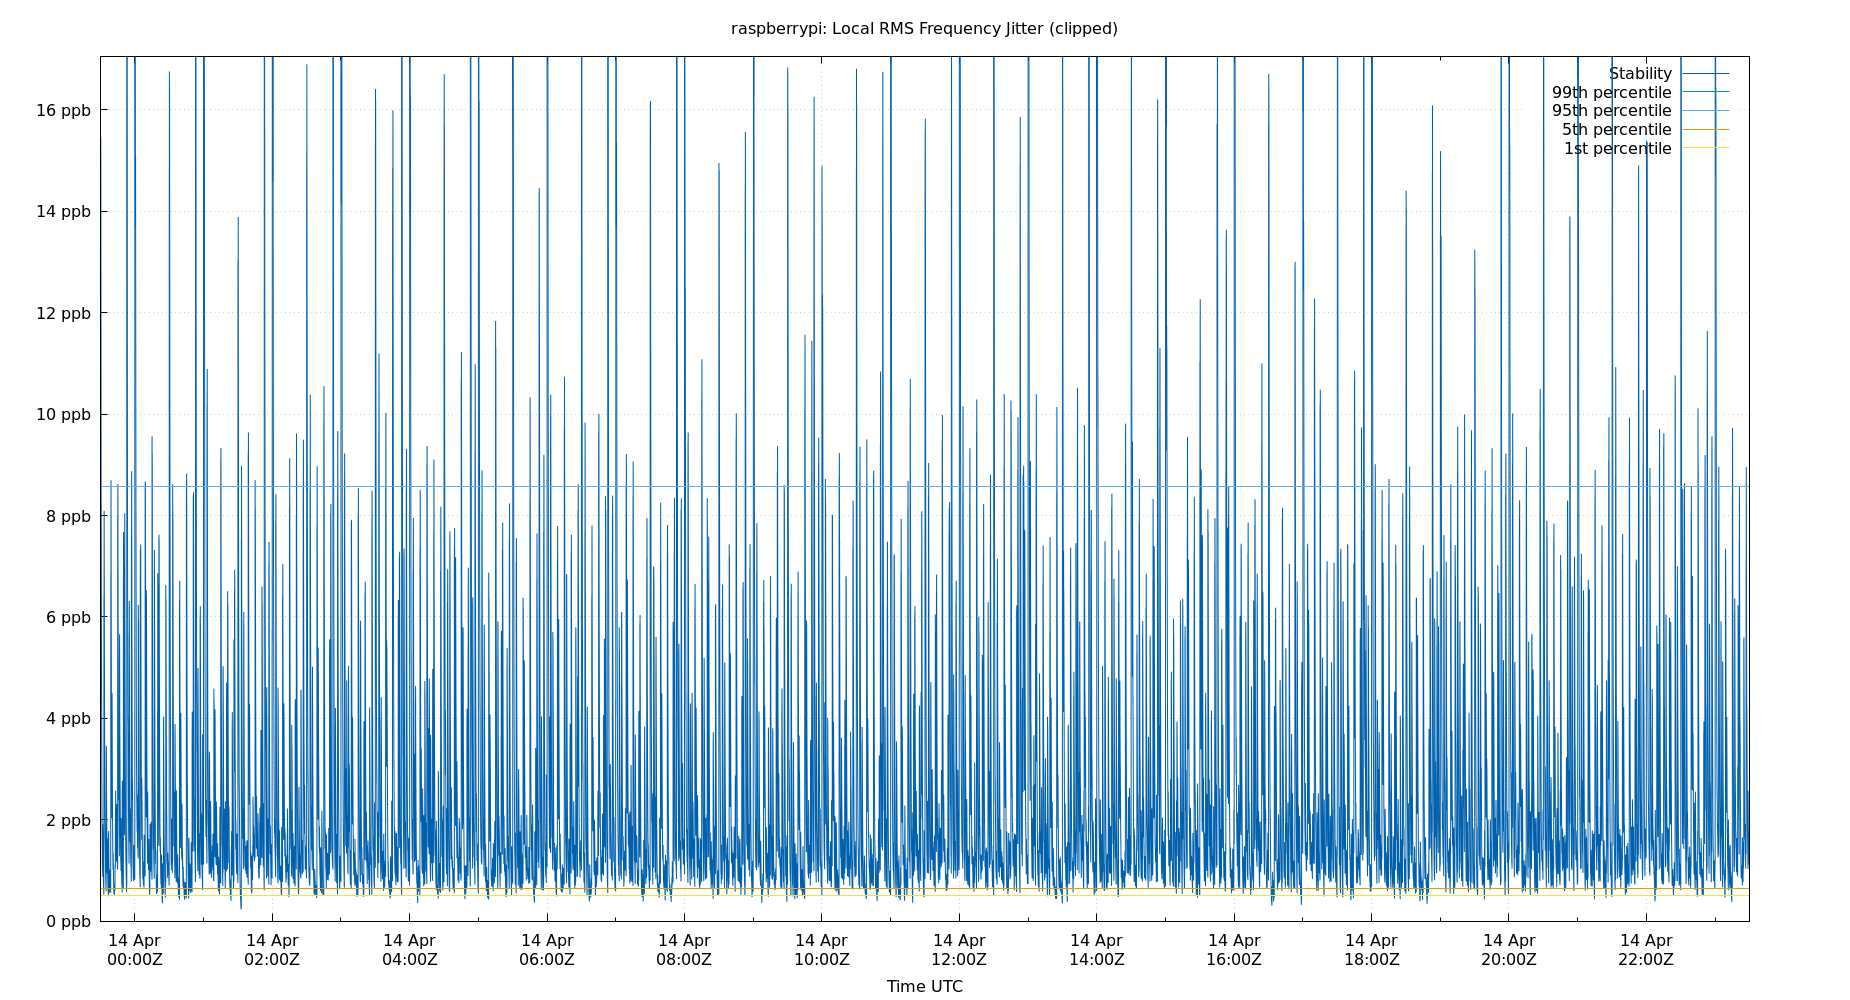 raspberrypi: Local RMS Frequency Jitter (clipped)
Stability
99th percentile
95th percentile
5th percentile
1st percentile
16 ppb
14 ppb
12 ppb
10 ppb
8 ppb
6 ppb
4 ppb
2 ppb
0 ppb
14 Apr 14 Apr 14 Apr 14 Apr 14 Apr 14 Apr 14 Apr 14 Apr 14 Apr 14 Apr 14 Apr 14 Apr
00:00Z 02:00Z 04:00Z 06:00Z 08:00Z 10:00Z 12:00Z 14:00Z 16:00Z 18:00Z 20:00Z 22:00Z
Time UTC